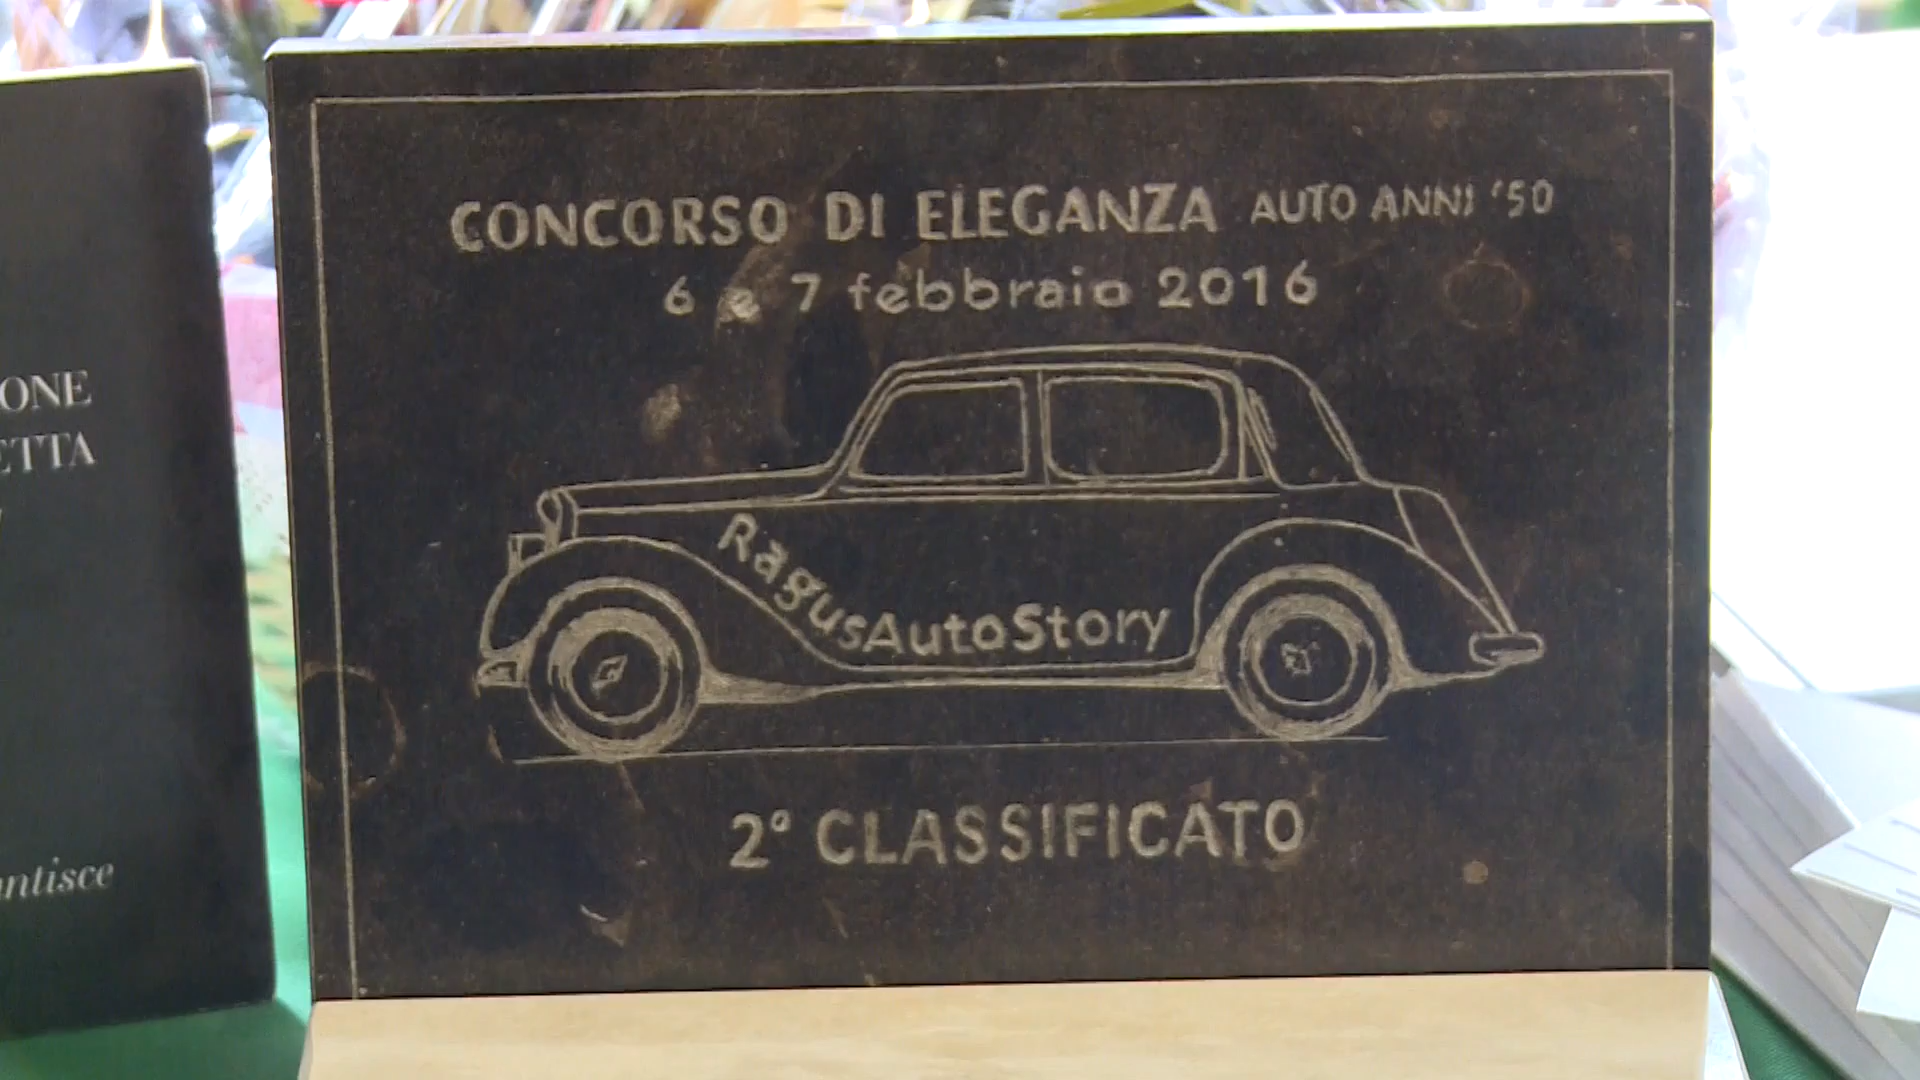 CONCORSO DI ELEGANZA AUTO ANNI '50
6 e 7 febbraio 2016
RagusAutoStory
2° CLASSIFICATO
ONE
ETTA
ntisce